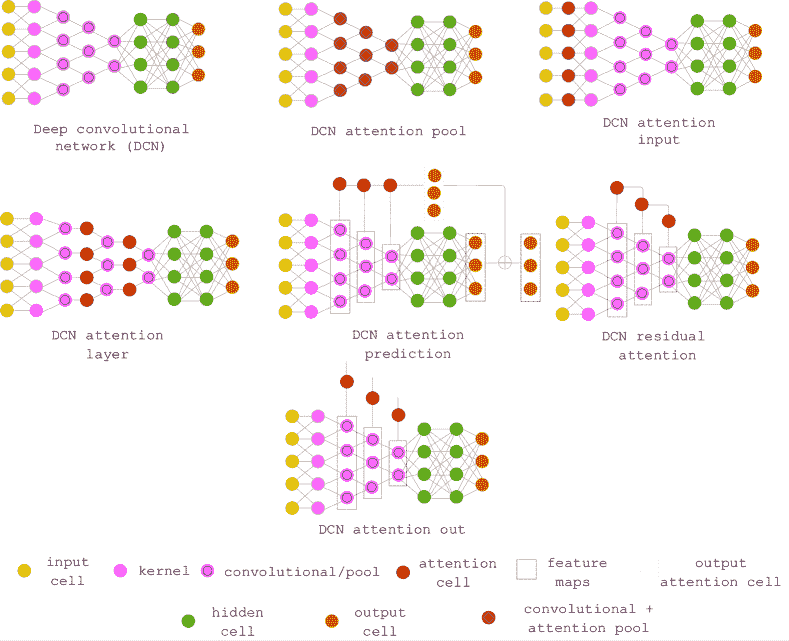 Deep convolutional
network (DCN)
DCN attention pool
DCN attention
input
DCN attention
layer
DCN attention
prediction
DCN residual
attention
DCN attention out
input
cell
kernel
convolutional/pool
attention
cell
feature
maps
output
attention cell
hidden
cell
output
cell
convolutional +
attention pool